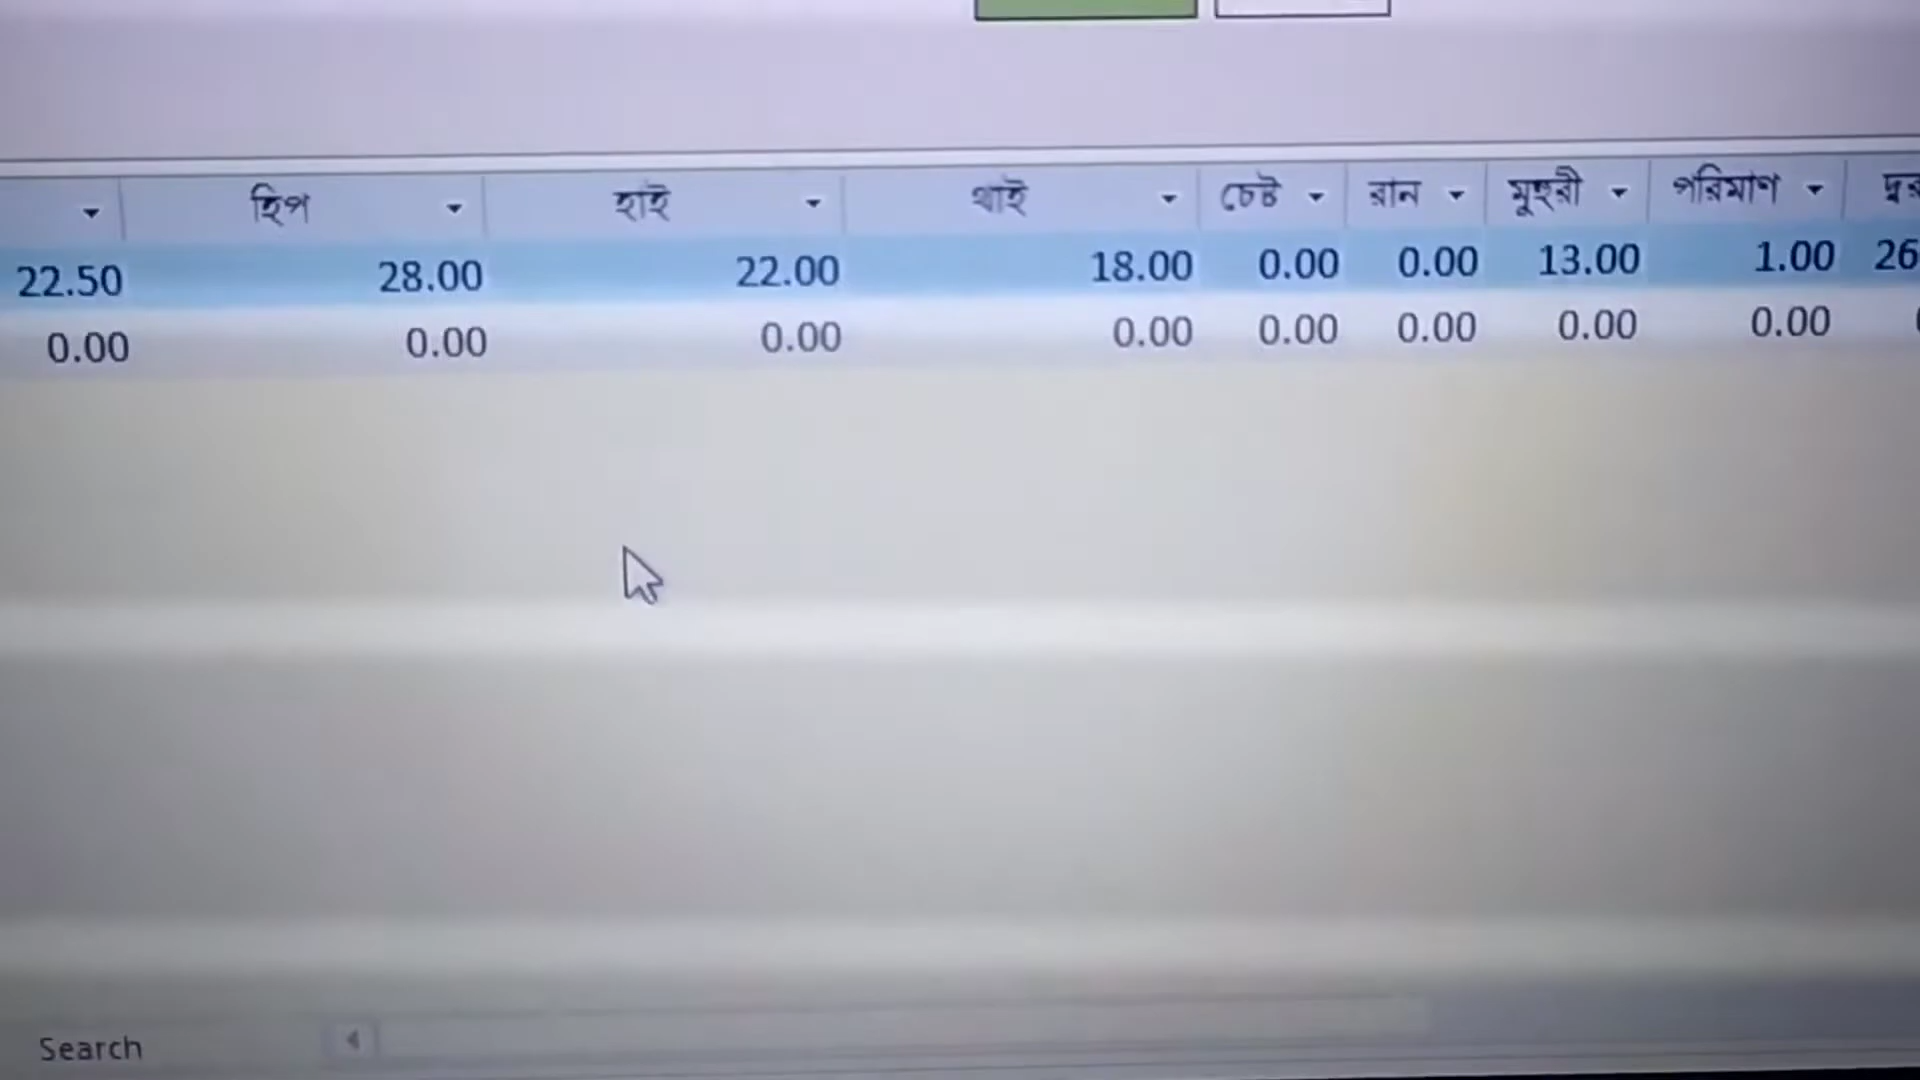 হিপ হাই থাই চেষ্ট রান মুহুরী পরিমাণ
22.50 28.00 22.00 18.00 0.00 0.00 13.00 1.00 26
0.00 0.00 0.00 0.00 0.00 0.00 0.00 0.00
Search